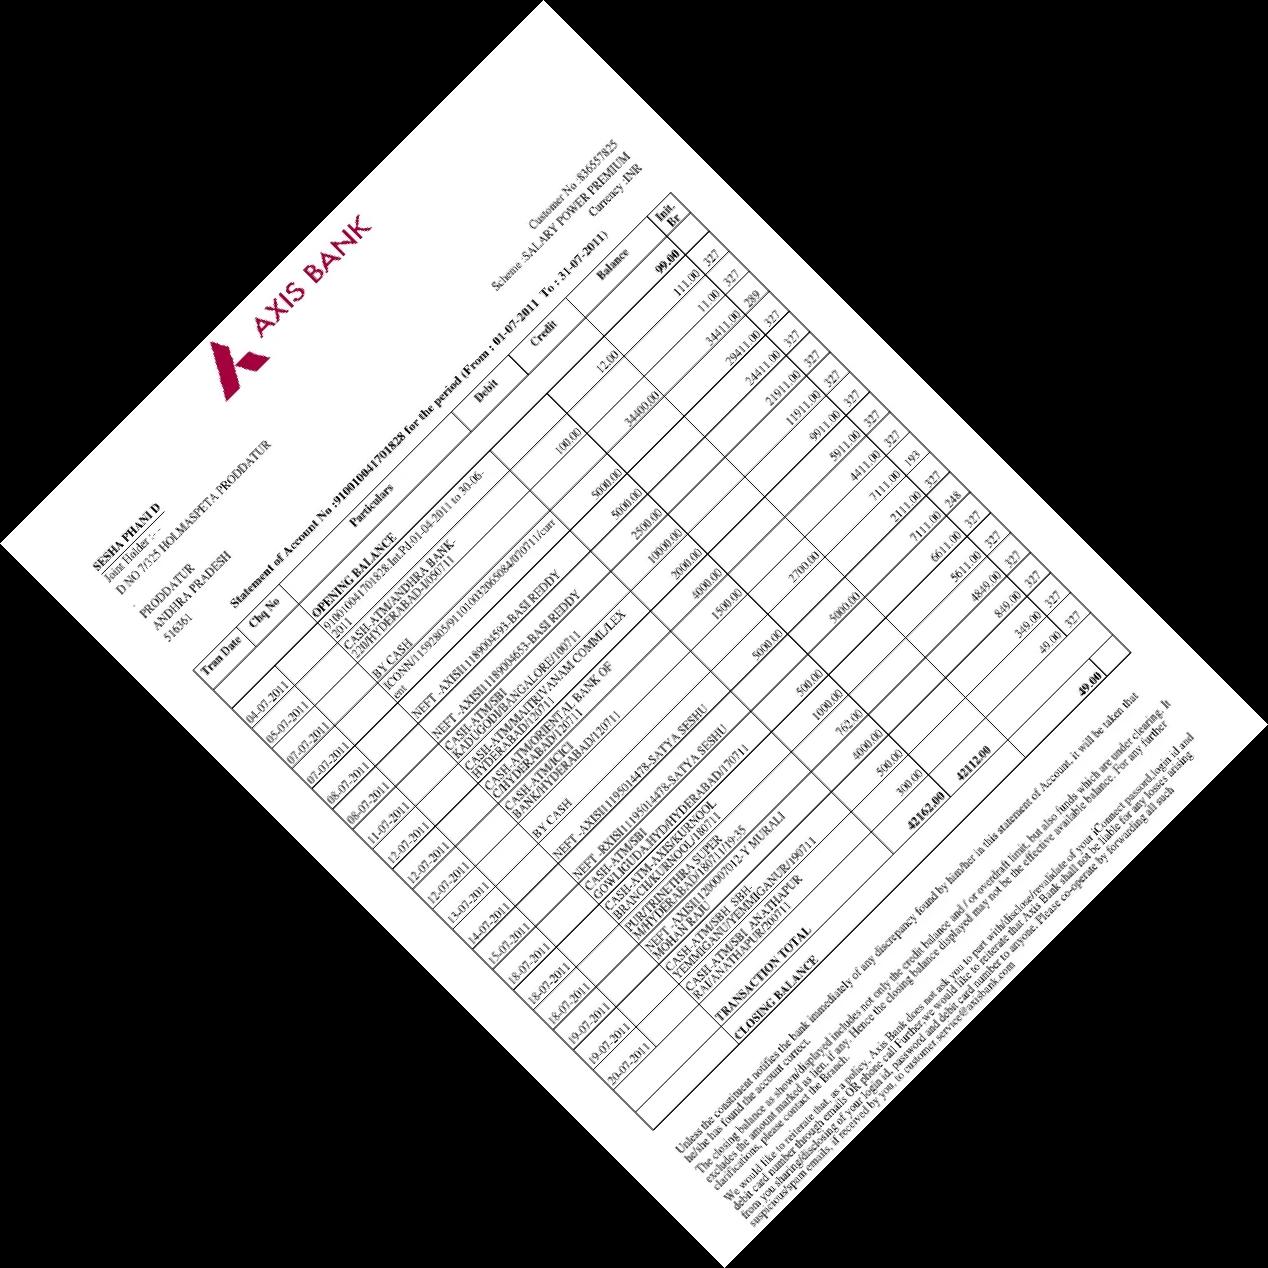 AXIS BANK
SESHA PHANI D
Joint Holder :- --
D NO 7/325 HOLMASPETA PRODDATUR
.
PRODDATUR
ANDHRA PRADESH
516361
Customer No :836557825
Scheme :SALARY POWER PREMIUM
Currency :INR
Statement of Account No :910010041701828 for the period (From : 01-07-2011 To : 31-07-2011)
Tran Date Chq No Particulars Debit Credit Balance Init. Br
OPENING BALANCE 99.00
04-07-2011 910010041701828:Int.Pd:01-04-2011 to 30-06-2011 12.00 111.00 327
05-07-2011 CASH-ATM/ANDHRA BANK-220/HYDERABAD-I/050711 100.00 11.00 327
07-07-2011 BY CASH 34400.00 34411.00 289
07-07-2011 ICONN/11592805/911010012065084/070711/current 5000.00 29411.00 327
08-07-2011 NEFT -AXISI11189004593-BASI REDDY 5000.00 24411.00 327
08-07-2011 NEFT -AXISI11189004653-BASI REDDY 2500.00 21911.00 327
11-07-2011 CASH-ATM/SBI KADUGODI/BANGALORE/100711 10000.00 11911.00 327
12-07-2011 CASH-ATMMA/TRIVANAM COMML/LEX HYDERABAD/120711 2000.00 9911.00 327
12-07-2011 CASH-ATM/ORIENTAL BANK OF C/HYDERABAD/120711 4000.00 5911.00 327
12-07-2011 CASH-ATM/ICICI BANK/HYDERABAD/120711 1500.00 4411.00 327
13-07-2011 BY CASH 2700.00 7111.00 193
14-07-2011 NEFT -AXISI11195014478-SATYA SESHU 5000.00 2111.00 327
15-07-2011 NEFT -RXISI11195014478-SATYA SESHU 5000.00 7111.00 248
18-07-2011 CASH-ATM/SBI GOWLIGUDA,HYD/HYDERABAD/170711 500.00 6611.00 327
18-07-2011 CASH-ATM-AXIS/KURNOOL BRANCH/KURNOOL/180711 1000.00 5611.00 327
18-07-2011 PUR/TRINETHRA SUPER M/HYDERABAD/180711/19:35 762.00 4849.00 327
19-07-2011 NEFT -AXISI11200007012-Y MURALI MOHAN RAJU 4000.00 849.00 327
19-07-2011 CASH-ATM/SBH, SBH-YEMMIGANU/YEMMIGANUR/190711 500.00 349.00 327
20-07-2011 CASH-ATM/SBI ANATHAPUR RAI/ANATHAPUR/200711 300.00 49.00 327
TRANSACTION TOTAL 42162.00 42112.00
CLOSING BALANCE 49.00
Unless the constituent notifies the bank immediately of any discrepancy found by him/her in this statement of Account, it will be taken that
he/she has found the account correct.
The closing balance as shown/displayed includes not only the credit balance and / or overdraft limit, but also funds which are under clearing. It
excludes the amount marked as lien, if any. Hence the closing balance displayed may not be the effective available balance. For any further
clarifications, please contact the Branch.
We would like to reiterate that, as a policy, Axis Bank does not ask you to part with/disclose/revalidate of your iConnect passord,login id and
debit card number through emails OR phone call Further,we would like to reiterate that Axis Bank shall not be liable for any losses arising
from you sharing/disclosing of your login id, password and debit card number to anyone. Please co-operate by forwarding all such
suspicious/spam emails, if received by you, to customer.service@axisbank.com